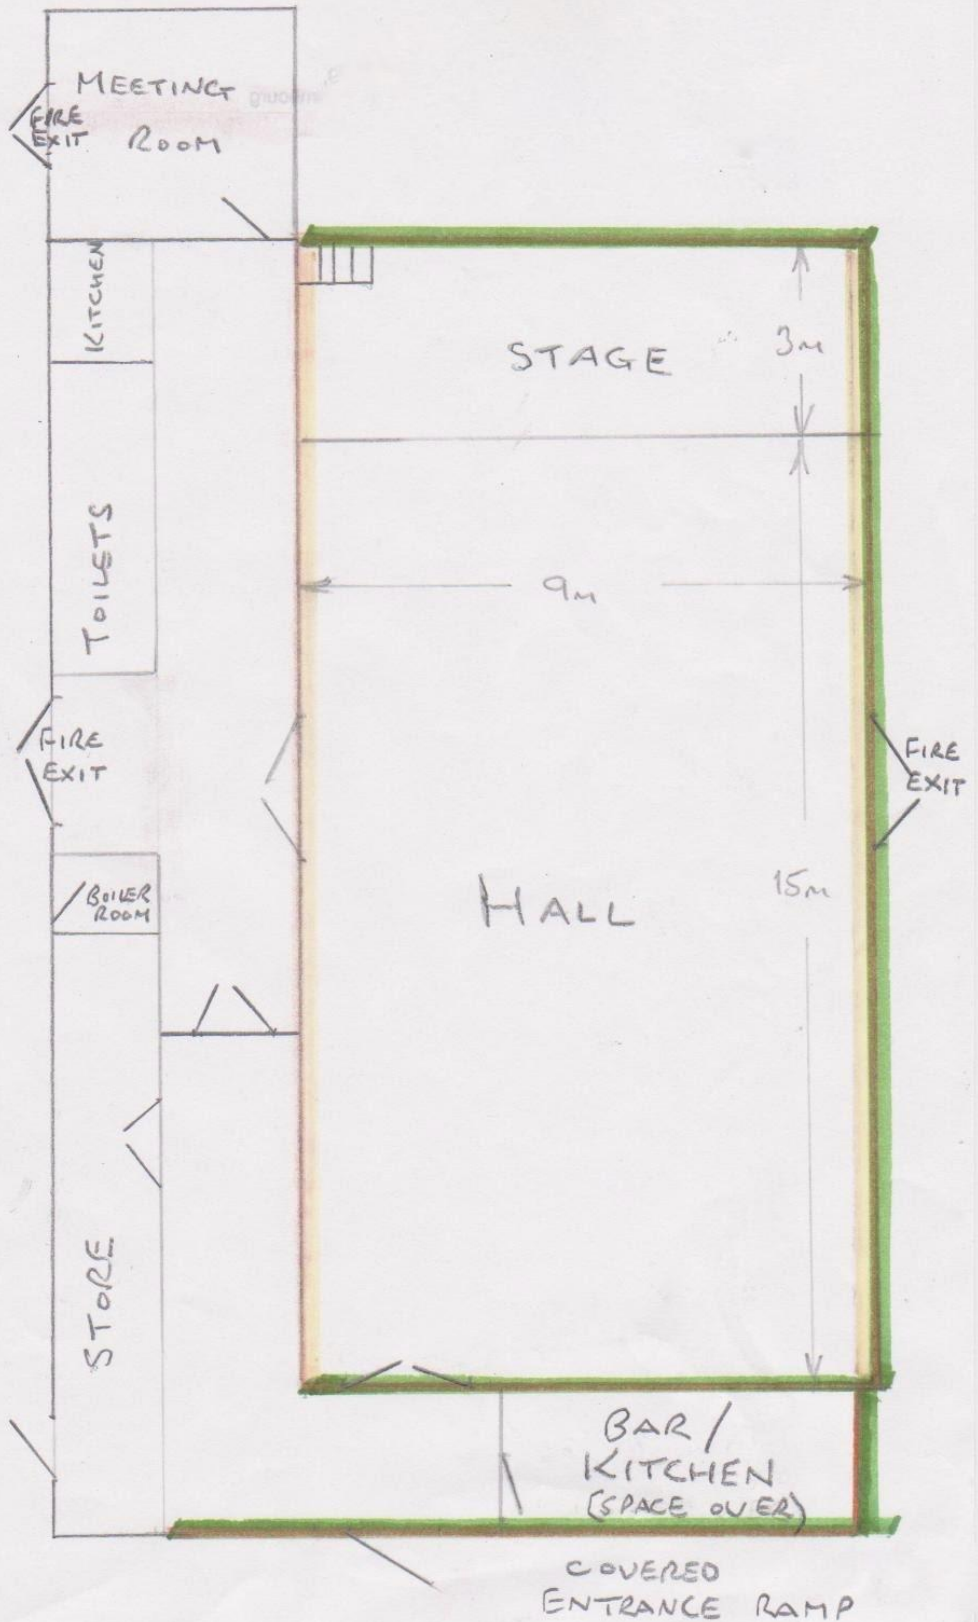 MEETING
ROOM
FIRE
EXIT
KITCHEN
STAGE
3M
TOILETS
9M
FIRE
EXIT
FIRE
EXIT
15M
HALL
BOILER
ROOM
STORE
BAR/
KITCHEN
(SPACE OVER)
COVERED
ENTRANCE RAMP